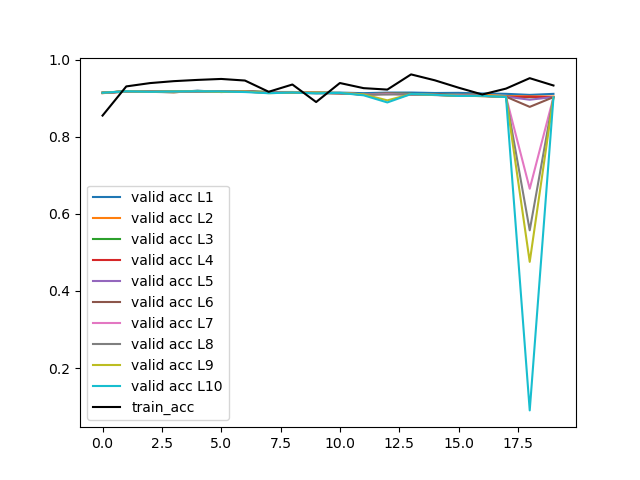 1.0
0.8
0.6
0.4
0.2
valid acc L1
valid acc L2
valid acc L3
valid acc L4
valid acc L5
valid acc L6
valid acc L7
valid acc L8
valid acc L9
valid acc L10
train_acc
0.0 2.5 5.0 7.5 10.0 12.5 15.0 17.5